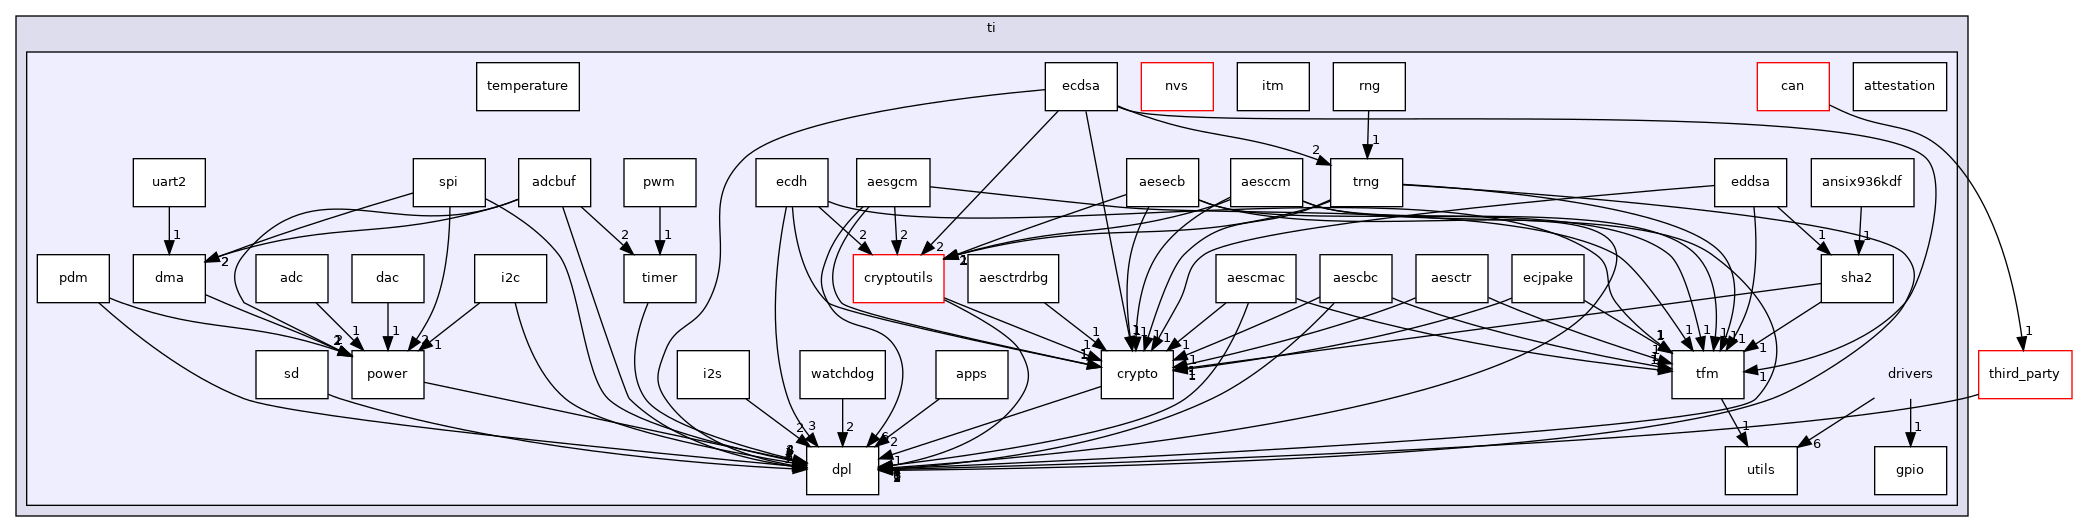 ti
temperature
ecdsa
nvs
itm
rng
can
attestation
2
1
uart2
spi
adcbuf
pwm
ecdh
aesgcm
aesecb
aesccm
trng
eddsa
ansix936kdf
1
2
1
2
2
2
1
1
2
pdm
dma
adc
dac
i2c
timer
cryptoutils
aesctrdrbg
aescmac
aescbc
aesctr
ecjpake
sha2
1
1
2
1
1
1
1
1
1
1
1
1
1
1
1
1
sd
power
i2s
watchdog
apps
crypto
tfm
drivers
third_party
1
1
2
3
2
6
2
1
1
6
1
dpl
utils
gpio